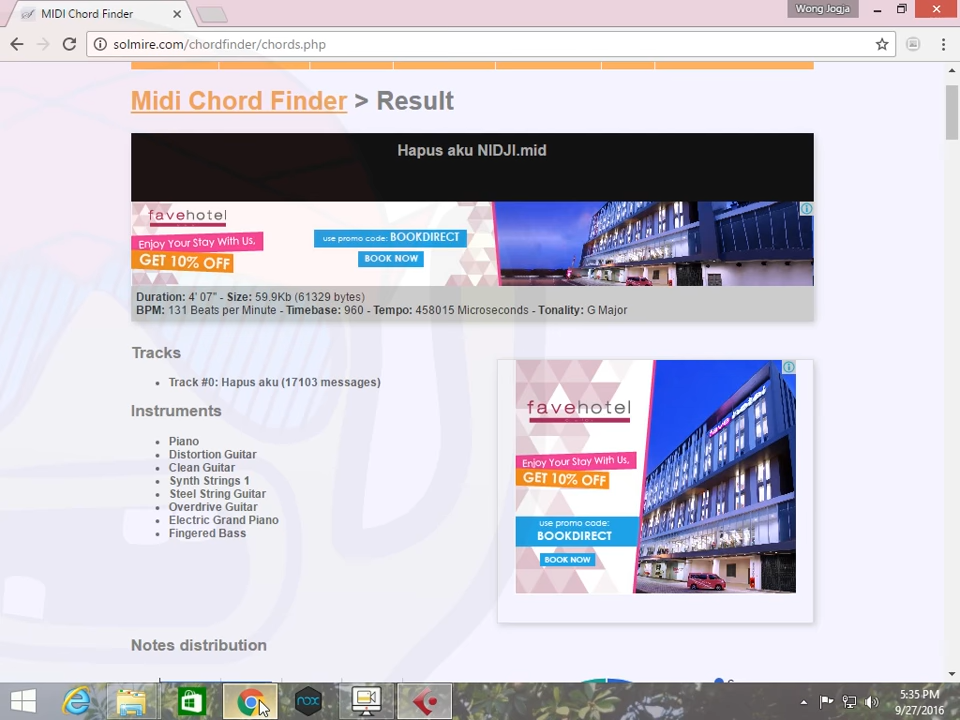 MIDI Chord Finder
Wong Jogja
solmire.com/chordfinder/chords.php
Midi Chord Finder > Result
Hapus aku NIDJI.mid
favehotel
Enjoy Your Stay With Us,
GET 10% OFF
use promo code: BOOKDIRECT
BOOK NOW
Duration: 4' 07" - Size: 59.9Kb (61329 bytes)
BPM: 131 Beats per Minute - Timebase: 960 - Tempo: 458015 Microseconds - Tonality: G Major
Tracks
Track #0: Hapus aku (17103 messages)
Instruments
Piano
Distortion Guitar
Clean Guitar
Synth Strings 1
Steel String Guitar
Overdrive Guitar
Electric Grand Piano
Fingered Bass
favehotel
Enjoy Your Stay With Us,
GET 10% OFF
use promo code:
BOOKDIRECT
BOOK NOW
fave hotel
Notes distribution
nox
5:35 PM
9/27/2016